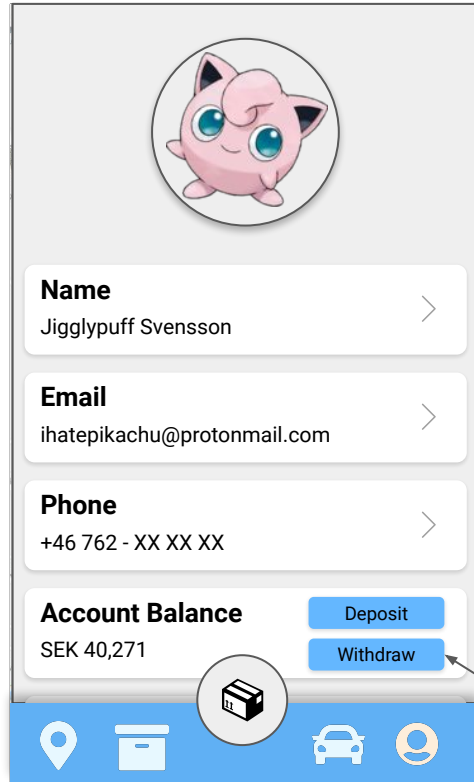 Name
Jigglypuff Svensson
Email
ihatepikachu@protonmail.com
Phone
+46 762 - XX XX XX
Account Balance
Deposit
SEK 40,271
Withdraw